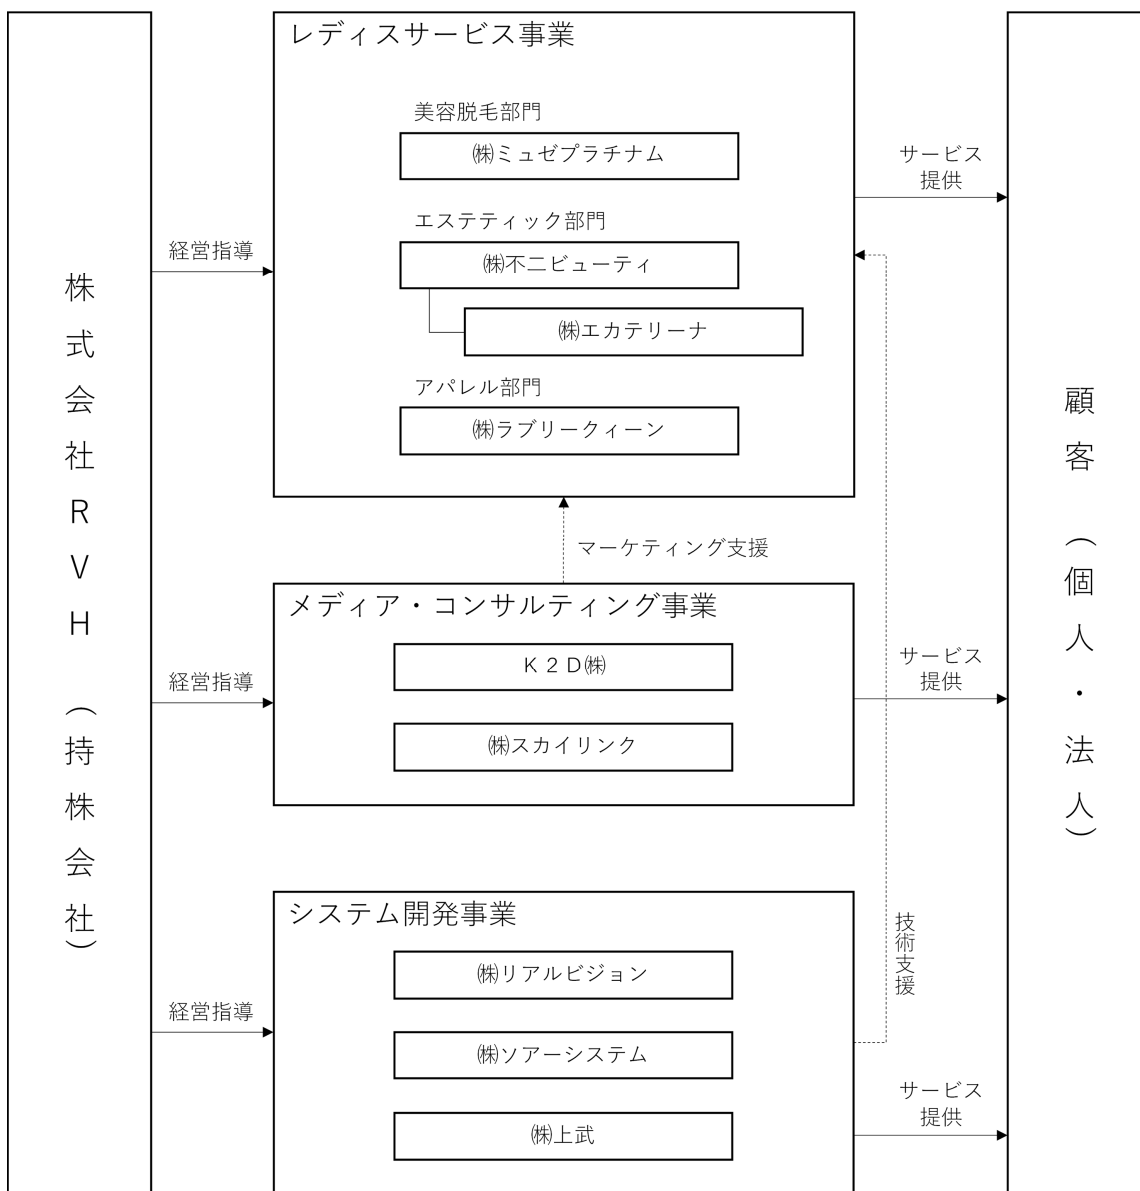 株式会社RVH（持株会社）
経営指導
経営指導
経営指導
レディスサービス事業
美容脱毛部門
㈱ミュゼプラチナム
エステティック部門
㈱不二ビューティ
㈱エカテリーナ
アパレル部門
㈱ラブリークィーン
マーケティング支援
メディア・コンサルティング事業
Ｋ２Ｄ㈱
㈱スカイリンク
システム開発事業
㈱リアルビジョン
㈱ソアーシステム
㈱上武
サービス
提供
サービス
提供
技術支援
サービス
提供
顧客（個人・法人）